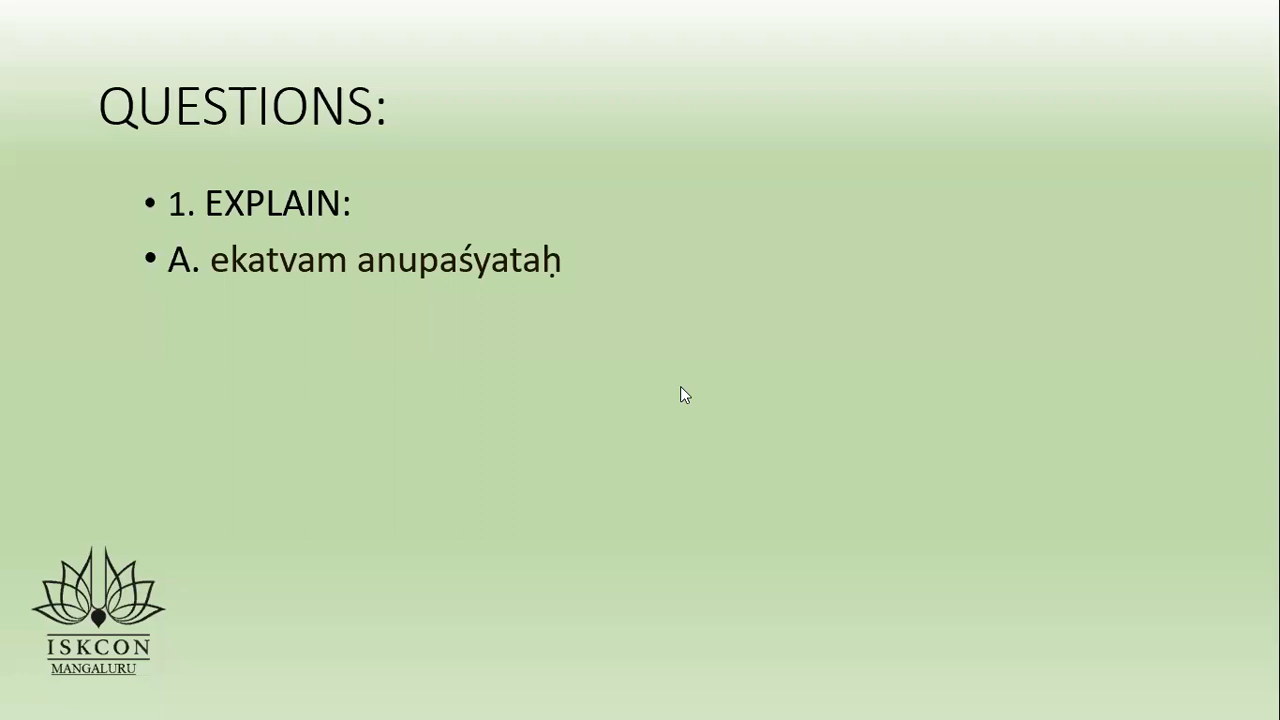 QUESTIONS:
• 1. EXPLAIN:
• A. ekatvam anupaśyataḥ
ISKCON
MANGALURU